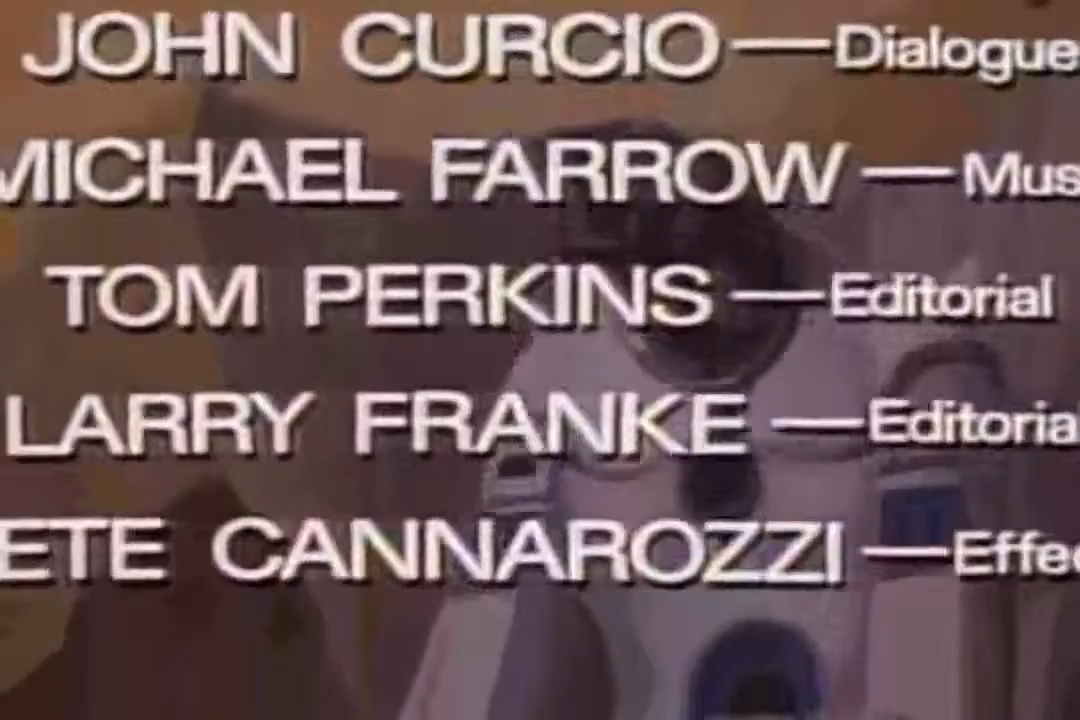 JOHN CURCIO — Dialogue
MICHAEL FARROW — Mus
TOM PERKINS — Editorial
LARRY FRANKE — Editorial
ETE CANNAROZZI — Effec